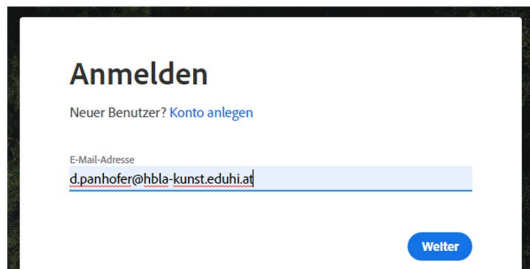 Anmelden
Neuer Benutzer? Konto anlegen
E-Mail-Adresse
d.panhofer@hbla-kunst.eduhi.at
Weiter